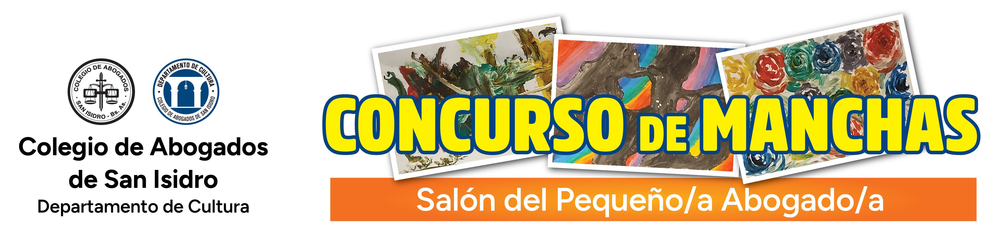 COLEGIO DE ABOGADOS
· SAN ISIDRO - Bs. As. ·
· DEPARTAMENTO DE CULTURA ·
COLEGIO DE ABOGADOS DE SAN ISIDRO
Colegio de Abogados
de San Isidro
Departamento de Cultura
CONCURSO DE MANCHAS
Salón del Pequeño/a Abogado/a